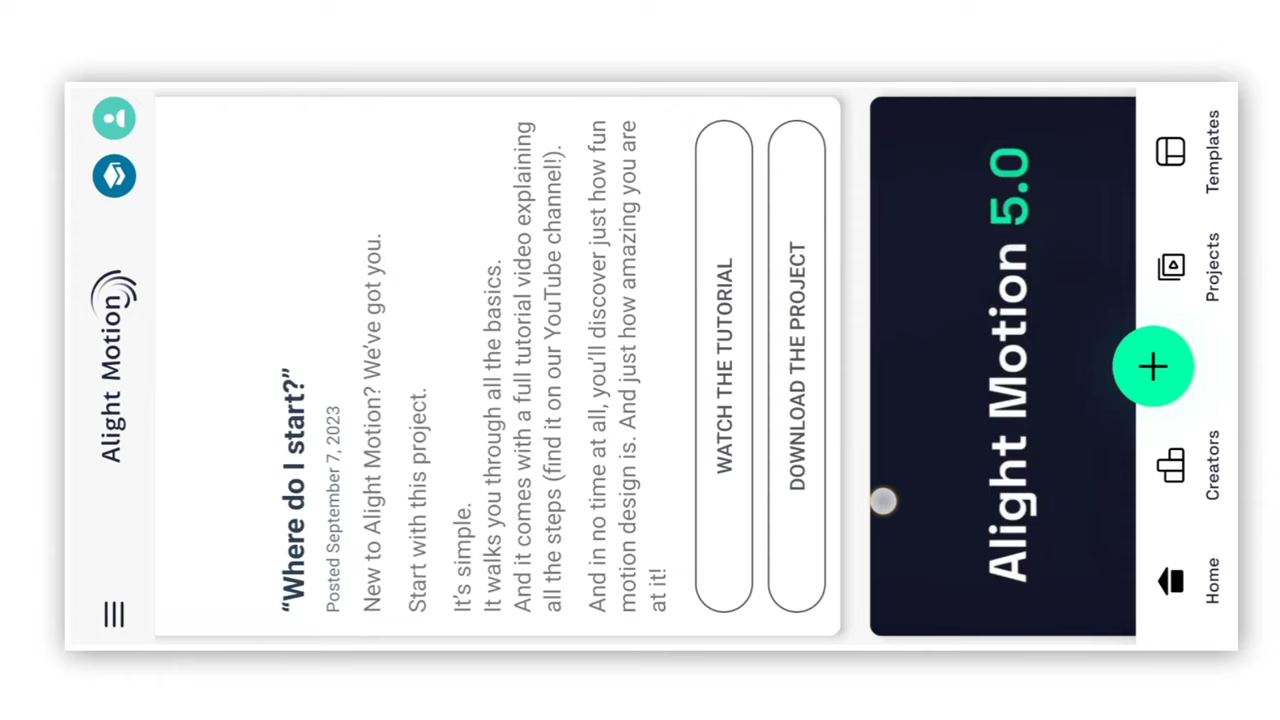 Alight Motion
“Where do I start?”
Posted September 7, 2023
New to Alight Motion? We’ve got you.
Start with this project.
It’s simple.
It walks you through all the basics.
And it comes with a full tutorial video explaining
all the steps (find it on our YouTube channel!).
And in no time at all, you’ll discover just how fun
motion design is. And just how amazing you are
at it!
WATCH THE TUTORIAL
DOWNLOAD THE PROJECT
Alight Motion 5.0
Home
Creators
Projects
Templates